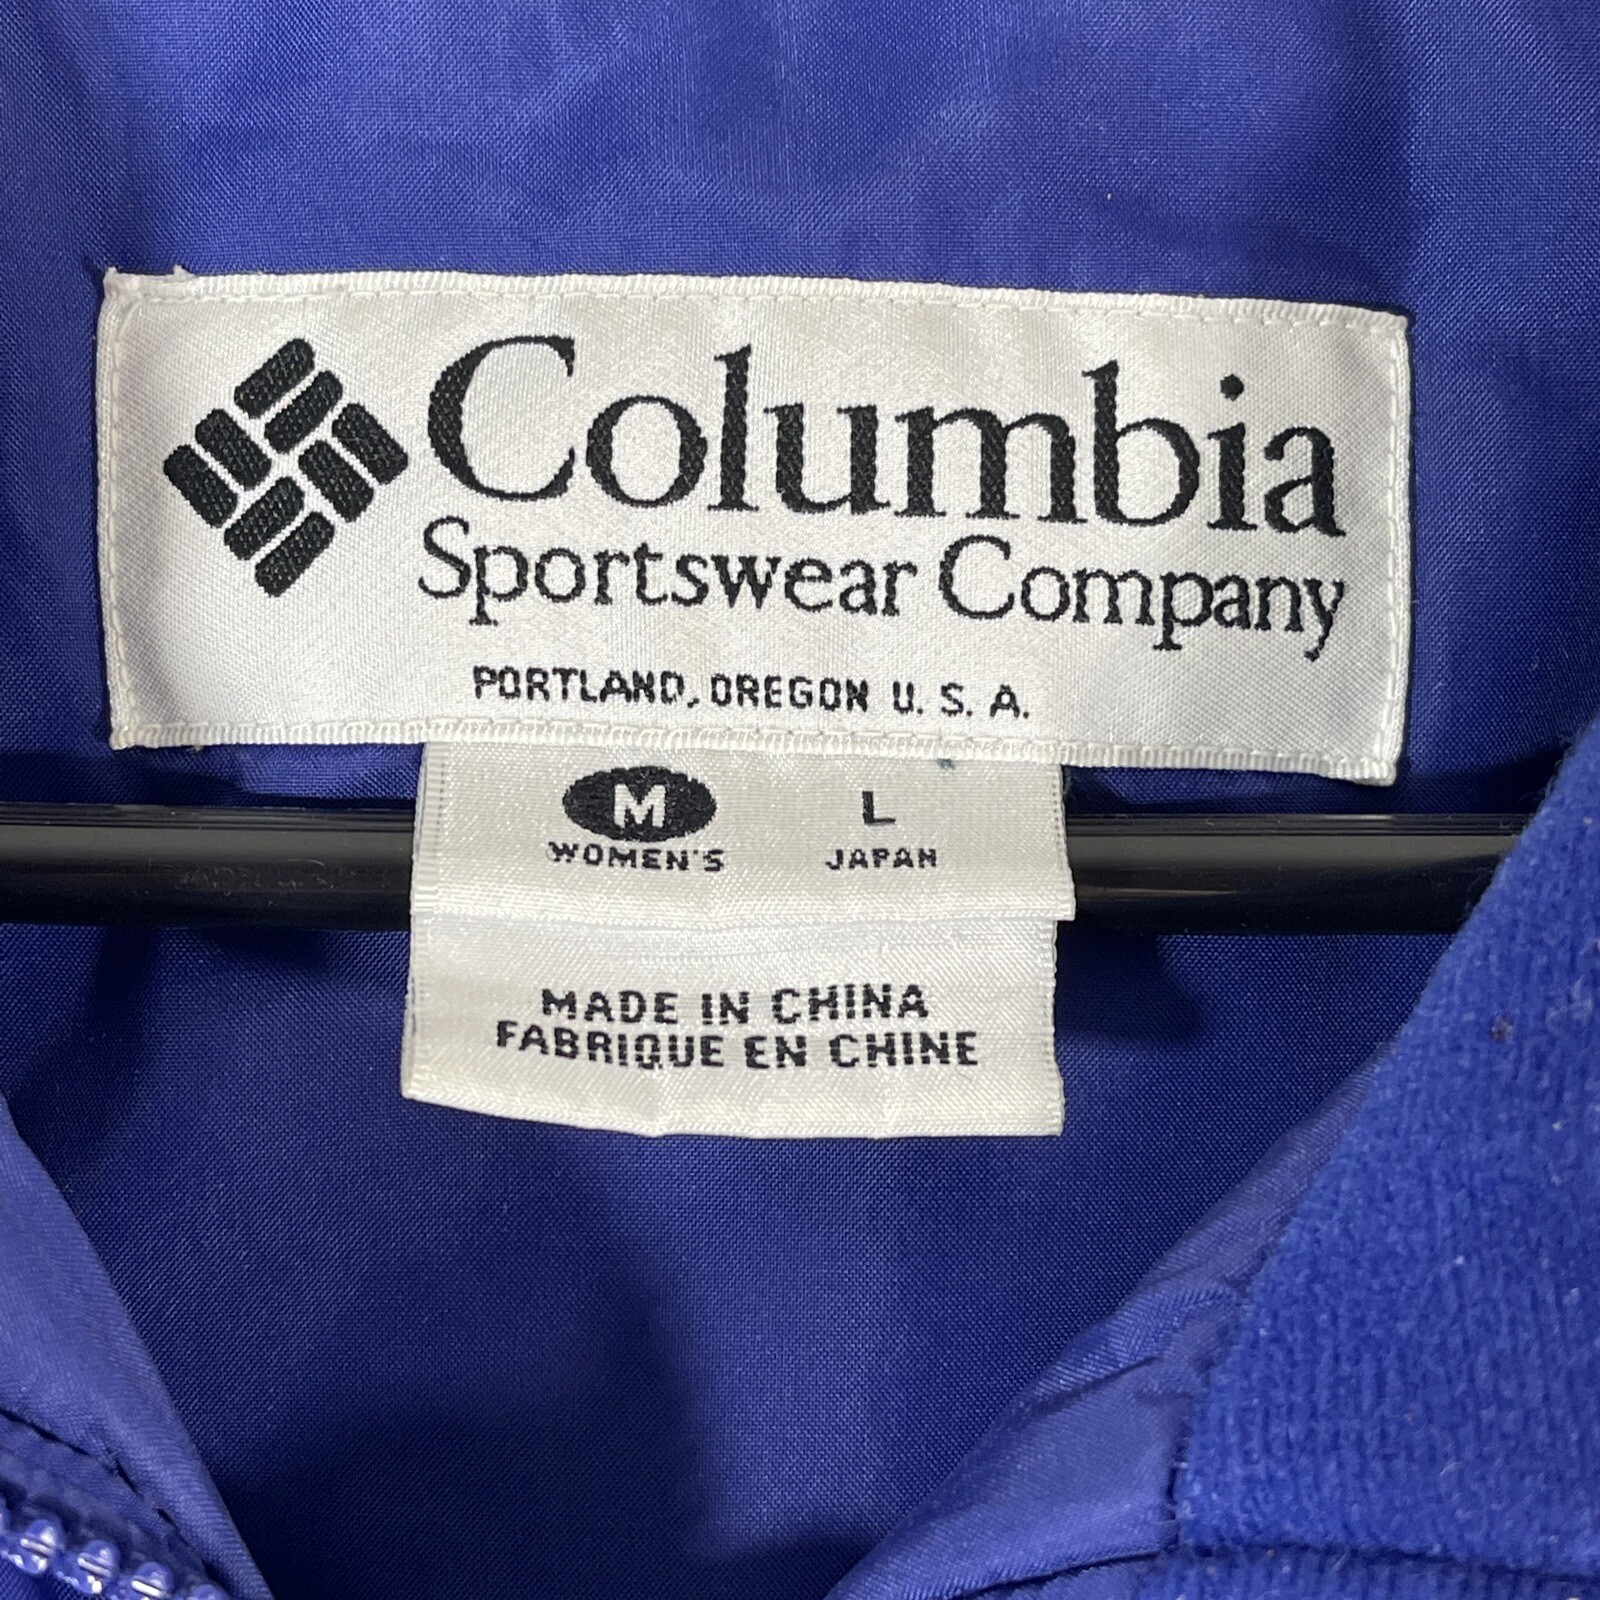 Columbia
Sportswear Company
PORTLAND, OREGON U. S. A.
M L
WOMEN'S JAPAN
MADE IN CHINA
FABRIQUE EN CHINE